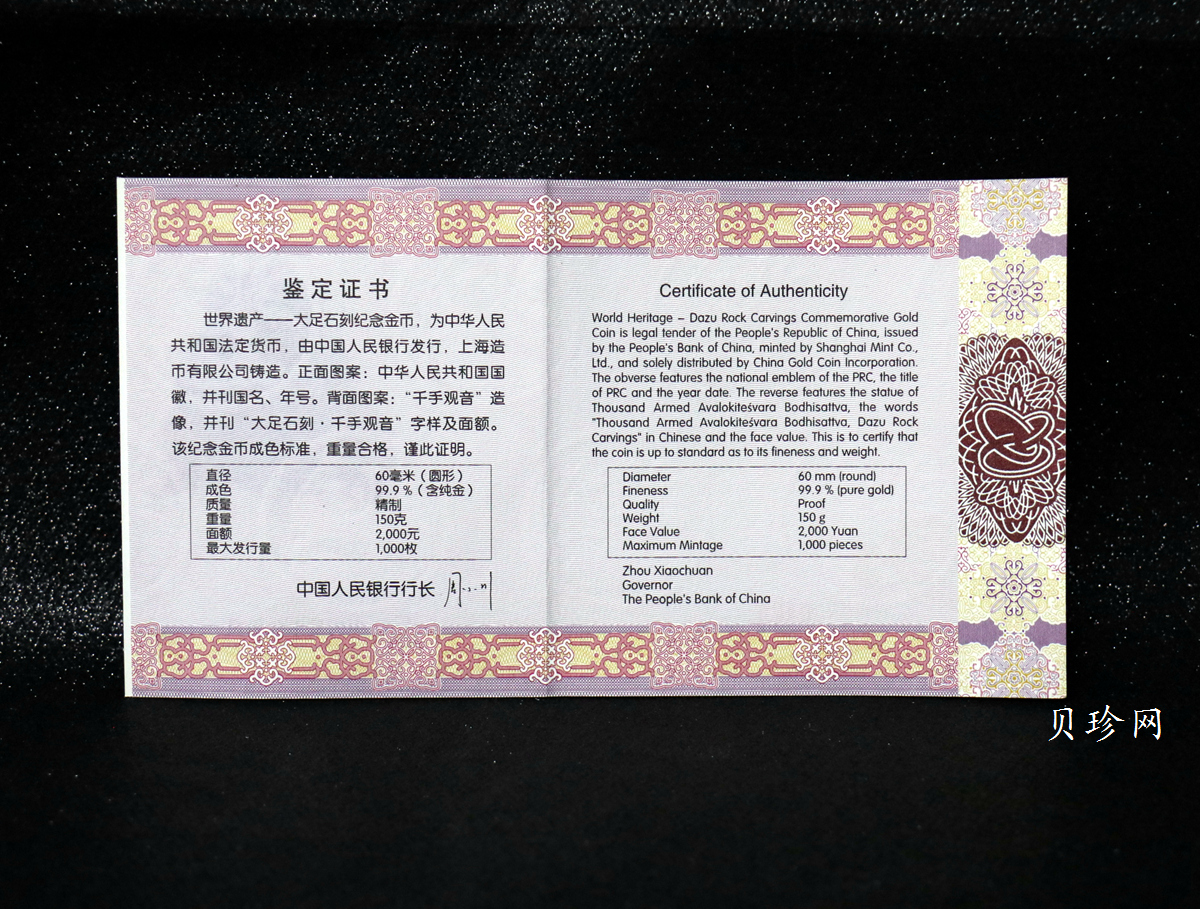 鉴定证书
世界遗产——大足石刻纪念金币，为中华人民
共和国法定货币，由中国人民银行发行，上海造
币有限公司铸造。正面图案：中华人民共和国国
徽，并刊国名、年号。背面图案：“千手观音”造
像，并刊“大足石刻·千手观音”字样及面额。
该纪念金币成色标准，重量合格，谨此证明。
直径 60毫米（圆形）
成色 99.9％（含纯金）
质量 精制
重量 150克
面额 2,000元
最大发行量 1,000枚
中国人民银行行长
Certificate of Authenticity
World Heritage – Dazu Rock Carvings Commemorative Gold
Coin is legal tender of the People's Republic of China, issued
by the People's Bank of China, minted by Shanghai Mint Co.,
Ltd., and solely distributed by China Gold Coin Incorporation.
The obverse features the national emblem of the PRC, the title
of PRC and the year date. The reverse features the statue of
Thousand Armed Avalokiteśvara Bodhisattva, the words
"Thousand Armed Avalokiteśvara Bodhisattva, Dazu Rock
Carvings" in Chinese and the face value. This is to certify that
the coin is up to standard as to its fineness and weight.
Diameter 60 mm (round)
Fineness 99.9 % (pure gold)
Quality Proof
Weight 150 g
Face Value 2,000 Yuan
Maximum Mintage 1,000 pieces
Zhou Xiaochuan
Governor
The People's Bank of China
贝珍网